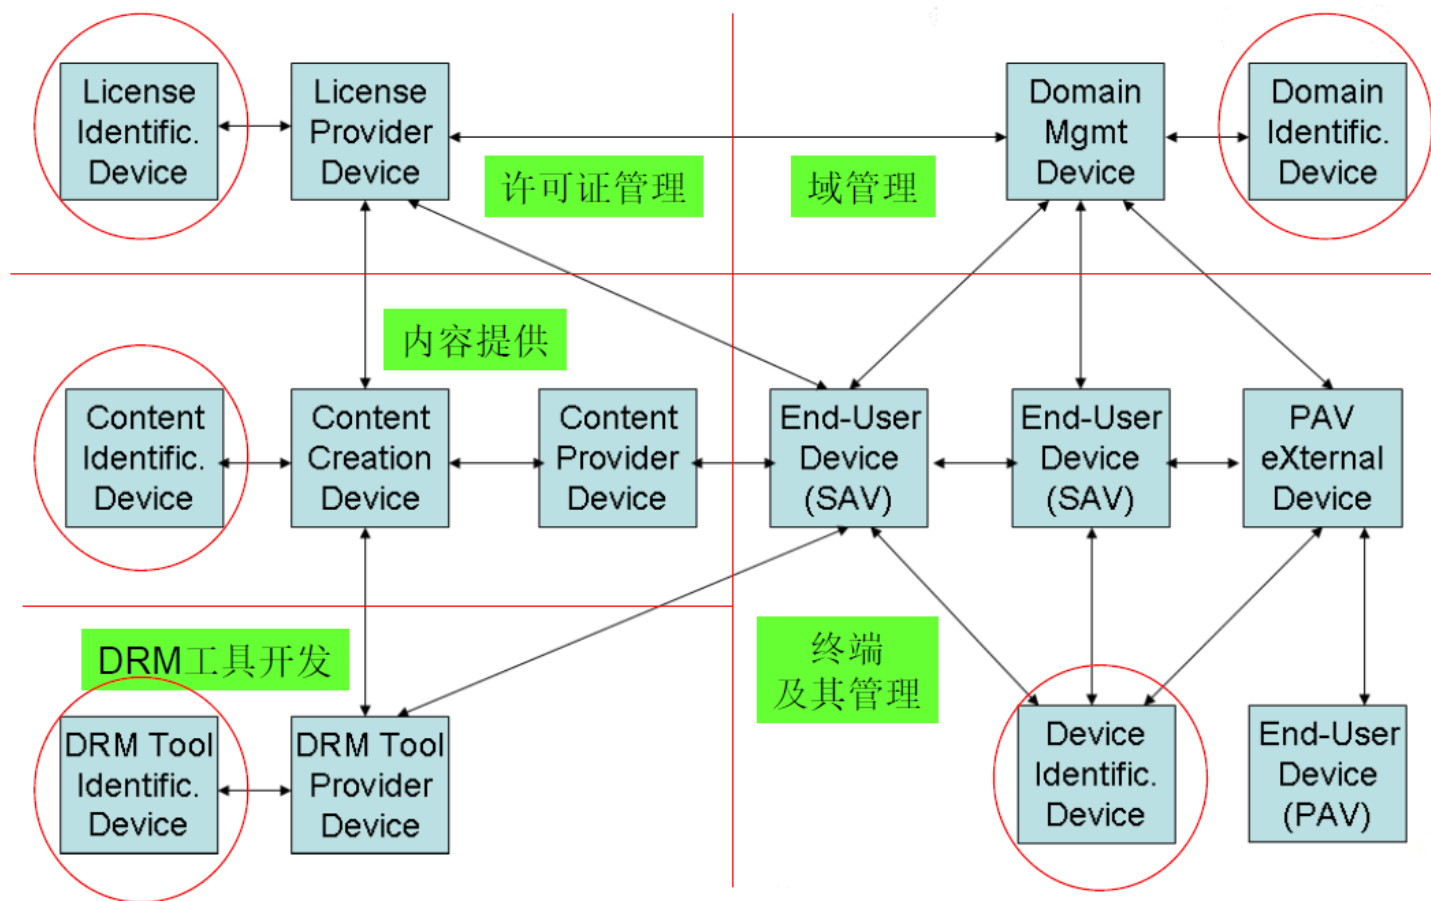 License
Identific.
Device
License
Provider
Device
Domain
Mgmt
Device
Domain
Identific.
Device
许可证管理
域管理
内容提供
Content
Identific.
Device
Content
Creation
Device
Content
Provider
Device
End-User
Device
(SAV)
End-User
Device
(SAV)
PAV
eXternal
Device
DRM工具开发
终端
及其管理
DRM Tool
Identific.
Device
DRM Tool
Provider
Device
Device
Identific.
Device
End-User
Device
(PAV)